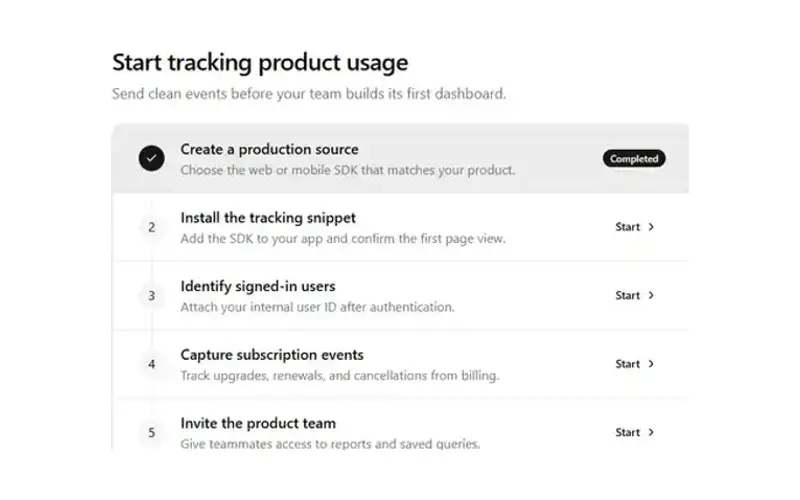 Start tracking product usage
Send clean events before your team builds its first dashboard.
Create a production source
Choose the web or mobile SDK that matches your product.
Completed
2
Install the tracking snippet
Add the SDK to your app and confirm the first page view.
Start
3
Identify signed-in users
Attach your internal user ID after authentication.
Start
4
Capture subscription events
Track upgrades, renewals, and cancellations from billing.
Start
5
Invite the product team
Give teammates access to reports and saved queries.
Start